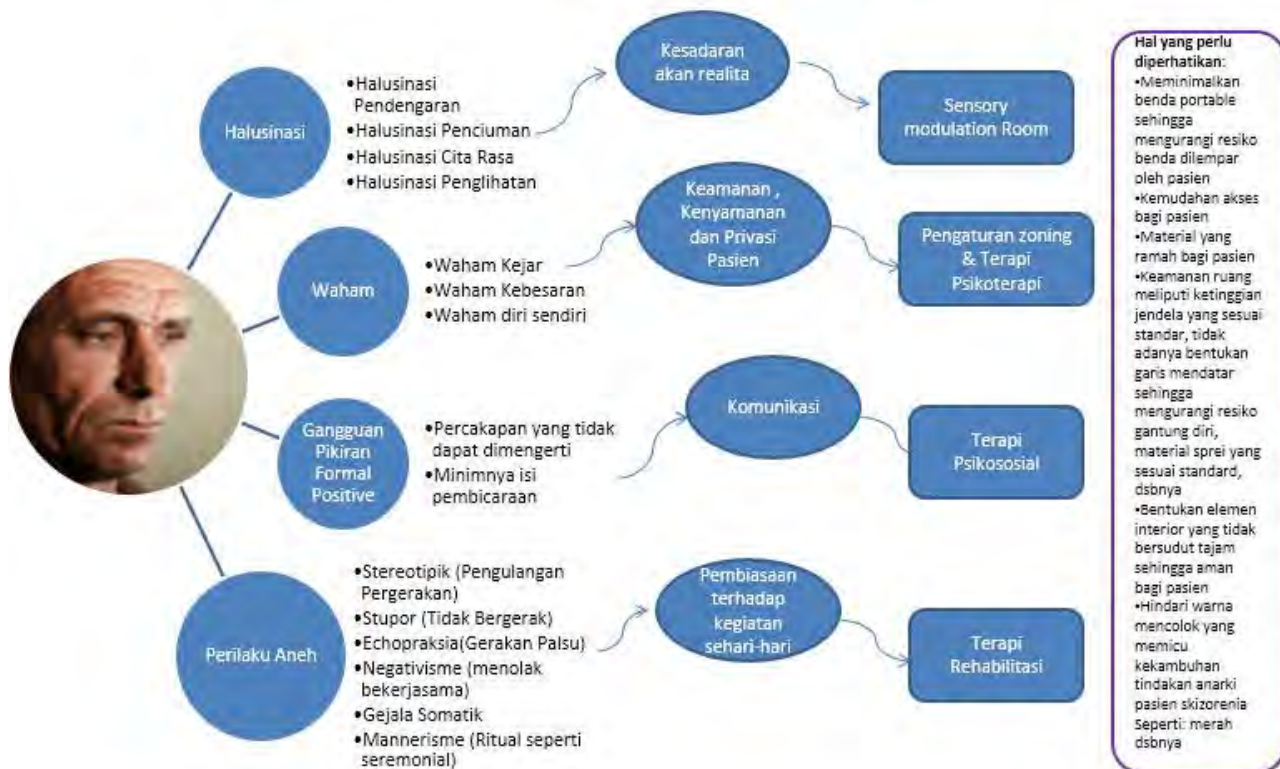 Halusinasi
•Halusinasi
Pendengaran
•Halusinasi Penciuman
•Halusinasi Cita Rasa
•Halusinasi Penglihatan
Kesadaran
akan realita
Sensory
modulation Room
Waham
•Waham Kejar
•Waham Kebesaran
•Waham diri sendiri
Keamanan ,
Kenyamanan
dan Privasi
Pasien
Pengaturan zoning
& Terapi
Psikoterapi
Gangguan
Pikiran
Formal
Positive
•Percakapan yang tidak
dapat dimengerti
•Minimnya isi
pembicaraan
Komunikasi
Terapi
Psikososial
Perilaku Aneh
•Stereotipik (Pengulangan
Pergerakan)
•Stupor (Tidak Bergerak)
•Echopraksia(Gerakan Palsu)
•Negativisme (menolak
bekerjasama)
•Gejala Somatik
•Mannerisme (Ritual seperti
seremonial)
Pembiasaan
terhadap
kegiatan
sehari-hari
Terapi
Rehabilitasi
Hal yang perlu
diperhatikan:
•Meminimalkan
benda portable
sehingga
mengurangi resiko
benda dilempar
oleh pasien
•Kemudahan akses
bagi pasien
•Material yang
ramah bagi pasien
•Keamanan ruang
meliputi ketinggian
jendela yang sesuai
standar, tidak
adanya bentukan
garis mendatar
sehingga
mengurangi resiko
gantung diri,
material sprei yang
sesuai standard,
dsbnya
•Bentukan elemen
interior yang tidak
bersudut tajam
sehingga aman
bagi pasien
•Hindari warna
mencolok yang
memicu
kekambuhan
tindakan anarki
pasien skizorenia
Seperti: merah
dsbnya